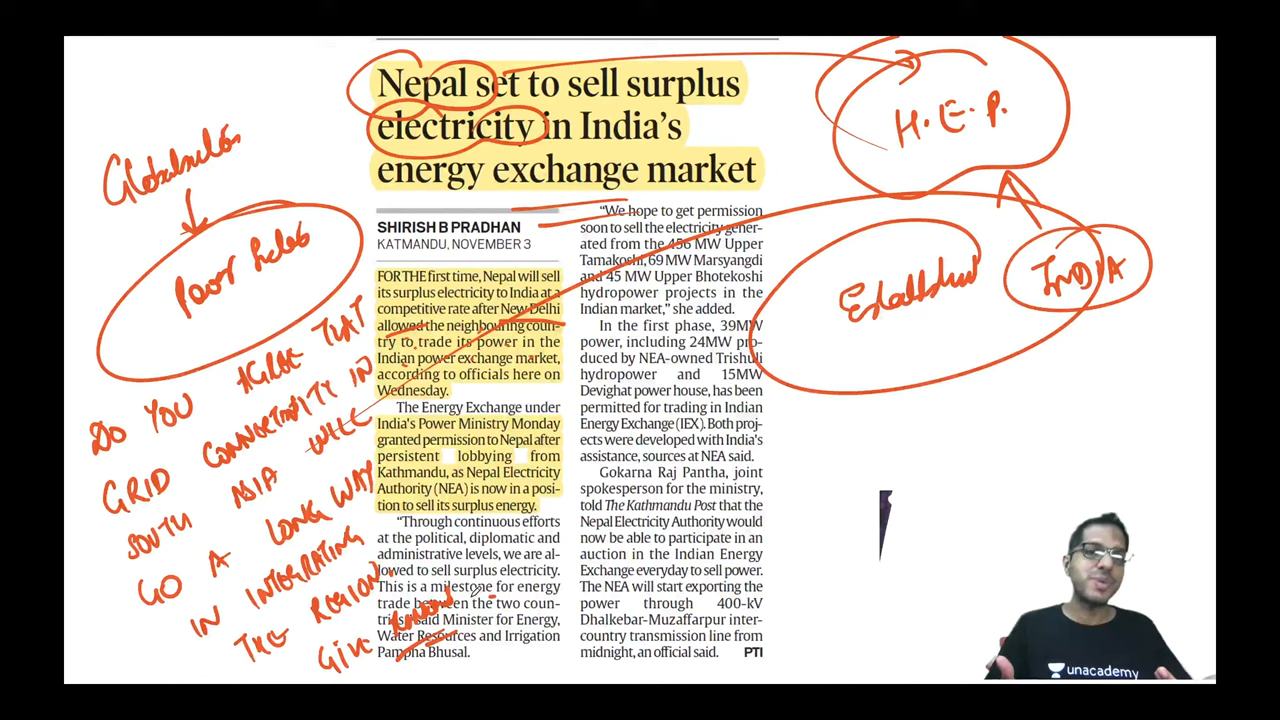 Nepal set to sell surplus
electricity in India's
energy exchange market
SHIRISH B PRADHAN
KATMANDU, NOVEMBER 3
FOR THE first time, Nepal will sell
its surplus electricity to India at a
competitive rate after New Delhi
allowed the neighbouring coun-
try to trade its power in the
Indian power exchange market,
according to officials here on
Wednesday.
The Energy Exchange under
India's Power Ministry Monday
granted permission to Nepal after
persistent lobbying from
Kathmandu, as Nepal Electricity
Authority (NEA) is now in a posi-
tion to sell its surplus energy.
"Through continuous efforts
at the political, diplomatic and
administrative levels, we are al-
lowed to sell surplus electricity.
This is a milestone for energy
trade between the two coun-
tries," said Minister for Energy,
Water Resources and Irrigation
Pampha Bhusal.
"We hope to get permission
soon to sell the electricity gener-
ated from the 456 MW Upper
Tamakoshi, 69 MW Marsyangdi
and 45 MW Upper Bhotekoshi
hydropower projects in the
Indian market," she added.
In the first phase, 39MW
power, including 24MW pro-
duced by NEA-owned Trishuli
hydropower and 15MW
Devighat power house, has been
permitted for trading in Indian
Energy Exchange (IEX). Both proj-
ects were developed with India's
assistance, sources at NEA said.
Gokarna Raj Pantha, joint
spokesperson for the ministry,
told The Kathmandu Post that the
Nepal Electricity Authority would
now be able to participate in an
auction in the Indian Energy
Exchange everyday to sell power.
The NEA will start exporting the
power through 400-kV
Dhalkebar-Muzaffarpur inter-
country transmission line from
midnight, an official said. PTI
H.E.P.
INDIA
DO YOU AGREE THAT
GRID CONNECTIVITY IN
SOUTH ASIA WILL
GO A LONG WAY
IN INTEGRATING
THE REGION
GIVE
unacademy